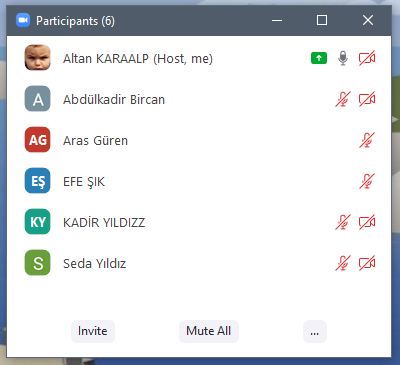 Participants (6)
Altan KARAALP (Host, me)
A Abdülkadir Bircan
AG Aras Güren
EŞ EFE ŞIK
KY KADİR YILDIZZ
S Seda Yıldız
Invite Mute All ...